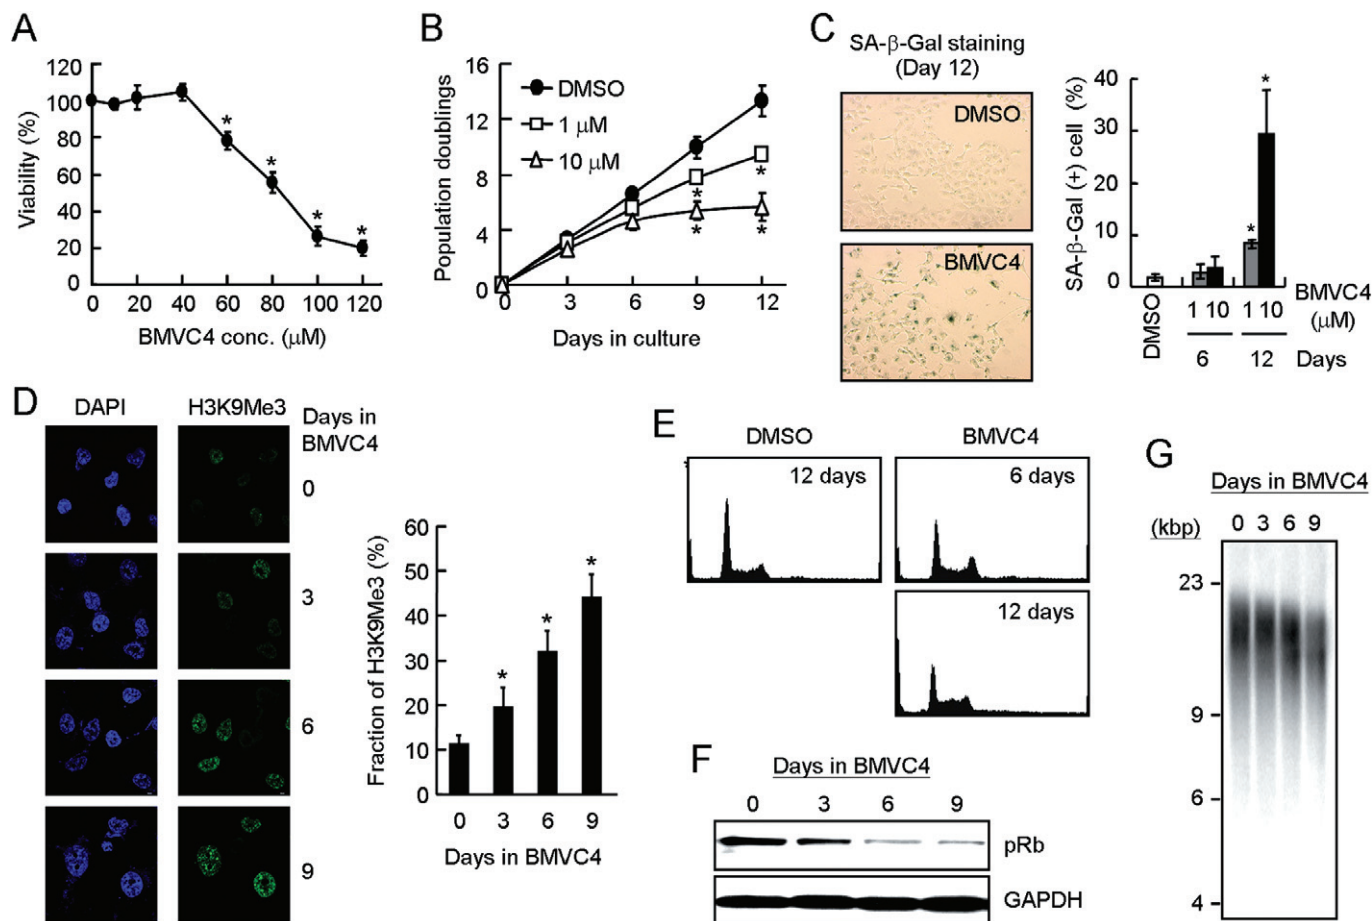 A
Viability (%)
120
100
80
60
40
20
0
* * * *
0 20 40 60 80 100 120
BMVC4 conc. (μM)
B
Population doublings
16
12
8
4
0
DMSO
1 μM
10 μM
* * * *
0 3 6 9 12
Days in culture
C
SA-β-Gal staining
(Day 12)
DMSO
BMVC4
SA-β-Gal (+) cell (%)
40
30
20
10
0
* *
DMSO
1 10 1 10
BMVC4
(μM)
6 12 Days
D
DAPI H3K9Me3 Days in
BMVC4
0
3
6
9
Fraction of H3K9Me3 (%)
60
50
40
30
20
10
0
* * *
0 3 6 9
Days in BMVC4
E
DMSO BMVC4
12 days
6 days
12 days
F
Days in BMVC4
0 3 6 9
pRb
GAPDH
G
Days in BMVC4
(kbp) 0 3 6 9
23
9
6
4